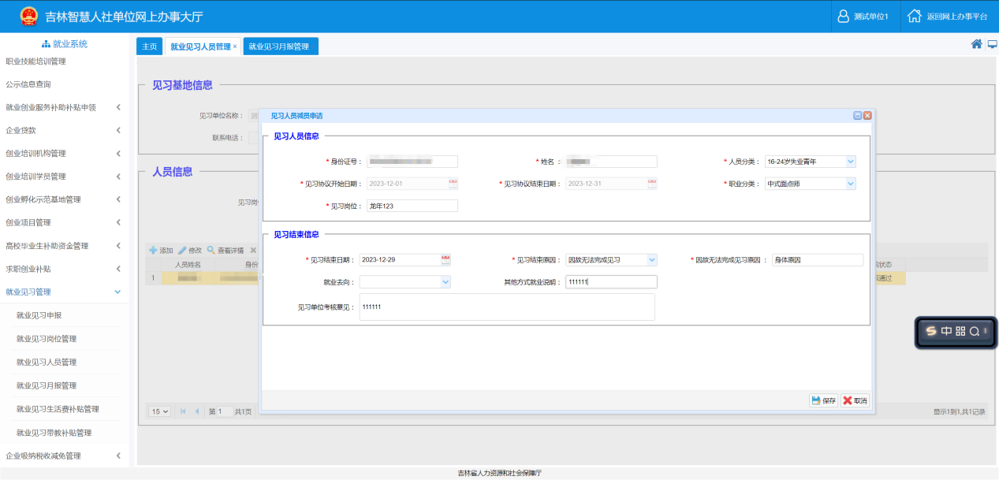 吉林智慧人社单位网上办事大厅
测试单位1
返回网上办事平台
就业系统
主页
就业见习人员管理 ×
就业见习月报管理
职业技能培训管理
公示信息查询
就业创业服务补助补贴申领
企业贷款
创业培训机构管理
创业培训学员管理
创业孵化示范基地管理
创业项目管理
高校毕业生补助资金管理
求职创业补贴
就业见习管理
就业见习申报
就业见习岗位管理
就业见习人员管理
就业见习月报管理
就业见习生活费补贴管理
就业见习带教补贴管理
企业吸纳税收减免管理
见习基地信息
见习单位名称：
联系电话：
人员信息
见习岗
添加 修改 查看详情
人员姓名 身份 状态
1 通过
见习人员减员申请
见习人员信息
* 身份证号： * 姓名 ： * 人员分类： 16-24岁失业青年
* 见习协议开始日期： 2023-12-01 * 见习协议结束日期： 2023-12-31 * 职业分类： 中式面点师
* 见习岗位： 龙年123
见习结束信息
* 见习结束日期： 2023-12-29 * 见习结束原因： 因故无法完成见习 * 因故无法完成见习原因 ： 身体原因
就业去向： 其他方式就业说明： 111111
见习单位考核意见： 111111
保存 取消
15 第 1 共1页 显示1到1,共1记录
中
吉林省人力资源和社会保障厅